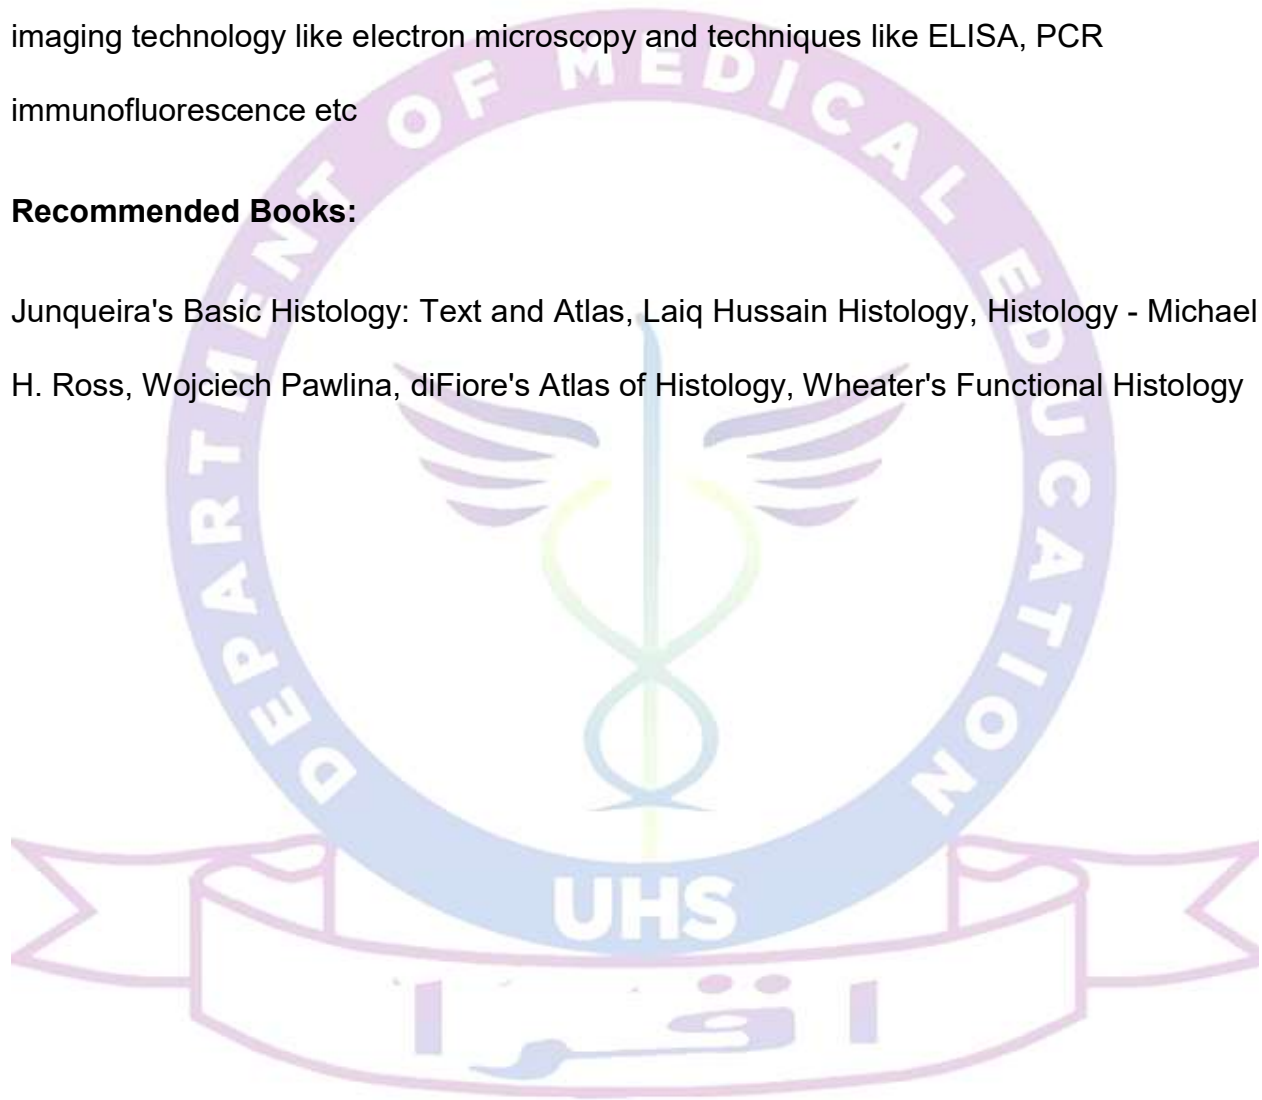 imaging technology like electron microscopy and techniques like ELISA, PCR
immunofluorescence etc
Recommended Books:
Junqueira's Basic Histology: Text and Atlas, Laiq Hussain Histology, Histology - Michael
H. Ross, Wojciech Pawlina, diFiore's Atlas of Histology, Wheater's Functional Histology
DEPARTMENT OF MEDICAL EDUCATION
UHS
اقرا